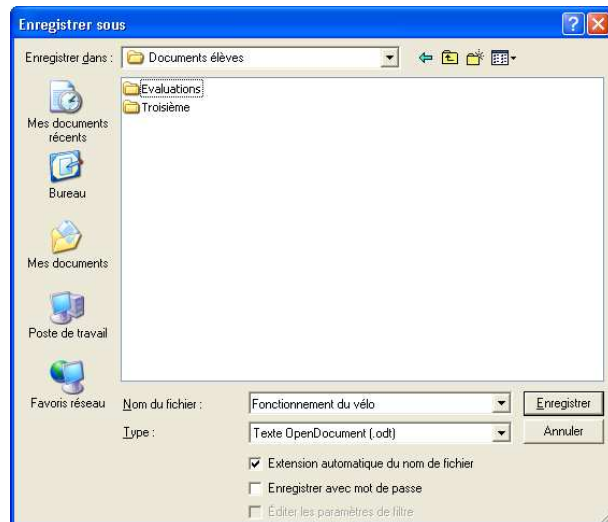 Enregistrer sous
Enregistrer dans :
Documents élèves
Evaluations
Troisième
Mes documents
récents
Bureau
Mes documents
Poste de travail
Favoris réseau
Nom du fichier :
Fonctionnement du vélo
Enregistrer
Type :
Texte OpenDocument (.odt)
Annuler
Extension automatique du nom de fichier
Enregistrer avec mot de passe
Éditer les paramètres de filtre